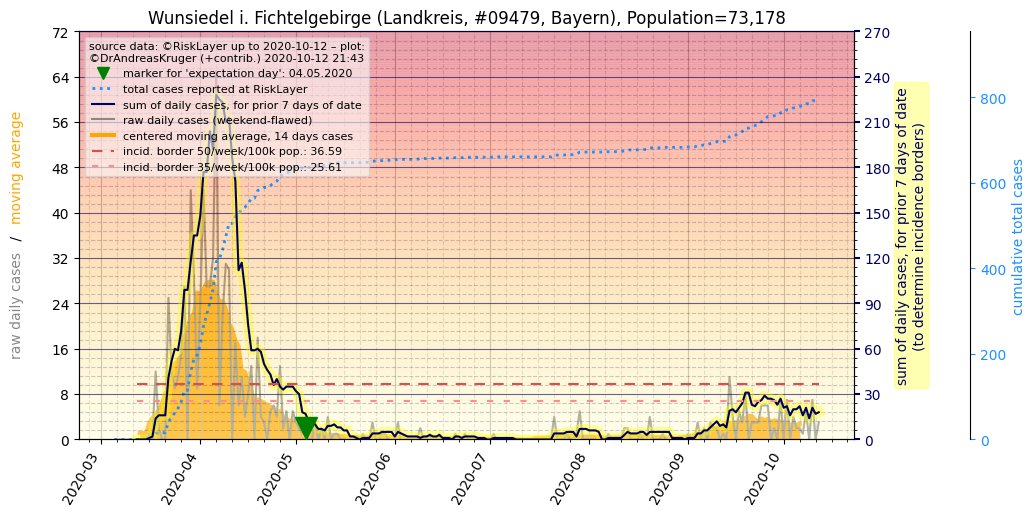 Wunsiedel i. Fichtelgebirge (Landkreis, #09479, Bayern), Population=73,178
source data: ©RiskLayer up to 2020-10-12 – plot:
©DrAndreasKruger (+contrib.) 2020-10-12 21:43
marker for 'expectation day': 04.05.2020
total cases reported at RiskLayer
sum of daily cases, for prior 7 days of date
raw daily cases (weekend-flawed)
centered moving average, 14 days cases
incid. border 50/week/100k pop.: 36.59
incid. border 35/week/100k pop.: 25.61
raw daily cases / moving average
72
64
56
48
40
32
24
16
8
0
2020-03
2020-04
2020-05
2020-06
2020-07
2020-08
2020-09
2020-10
270
240
210
180
150
120
90
60
30
0
sum of daily cases, for prior 7 days of date
(to determine incidence borders)
800
600
400
200
0
cumulative total cases